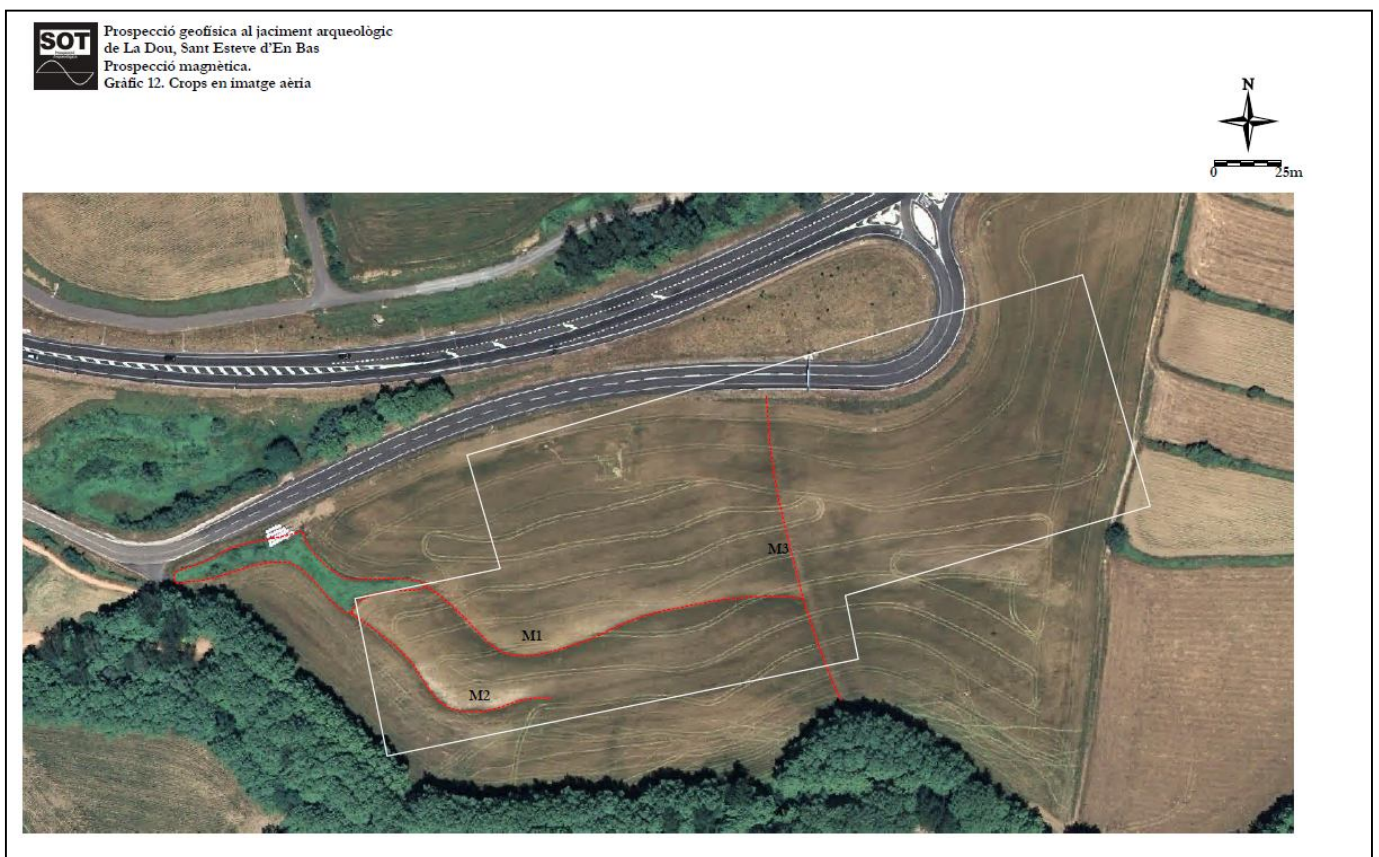 SOT
Prospecció geofísica al jaciment arqueològic
de La Dou, Sant Esteve d'En Bas
Prospecció magnètica.
Gràfic 12. Crops en imatge aèria
N
0 25m
M3
M1
M2